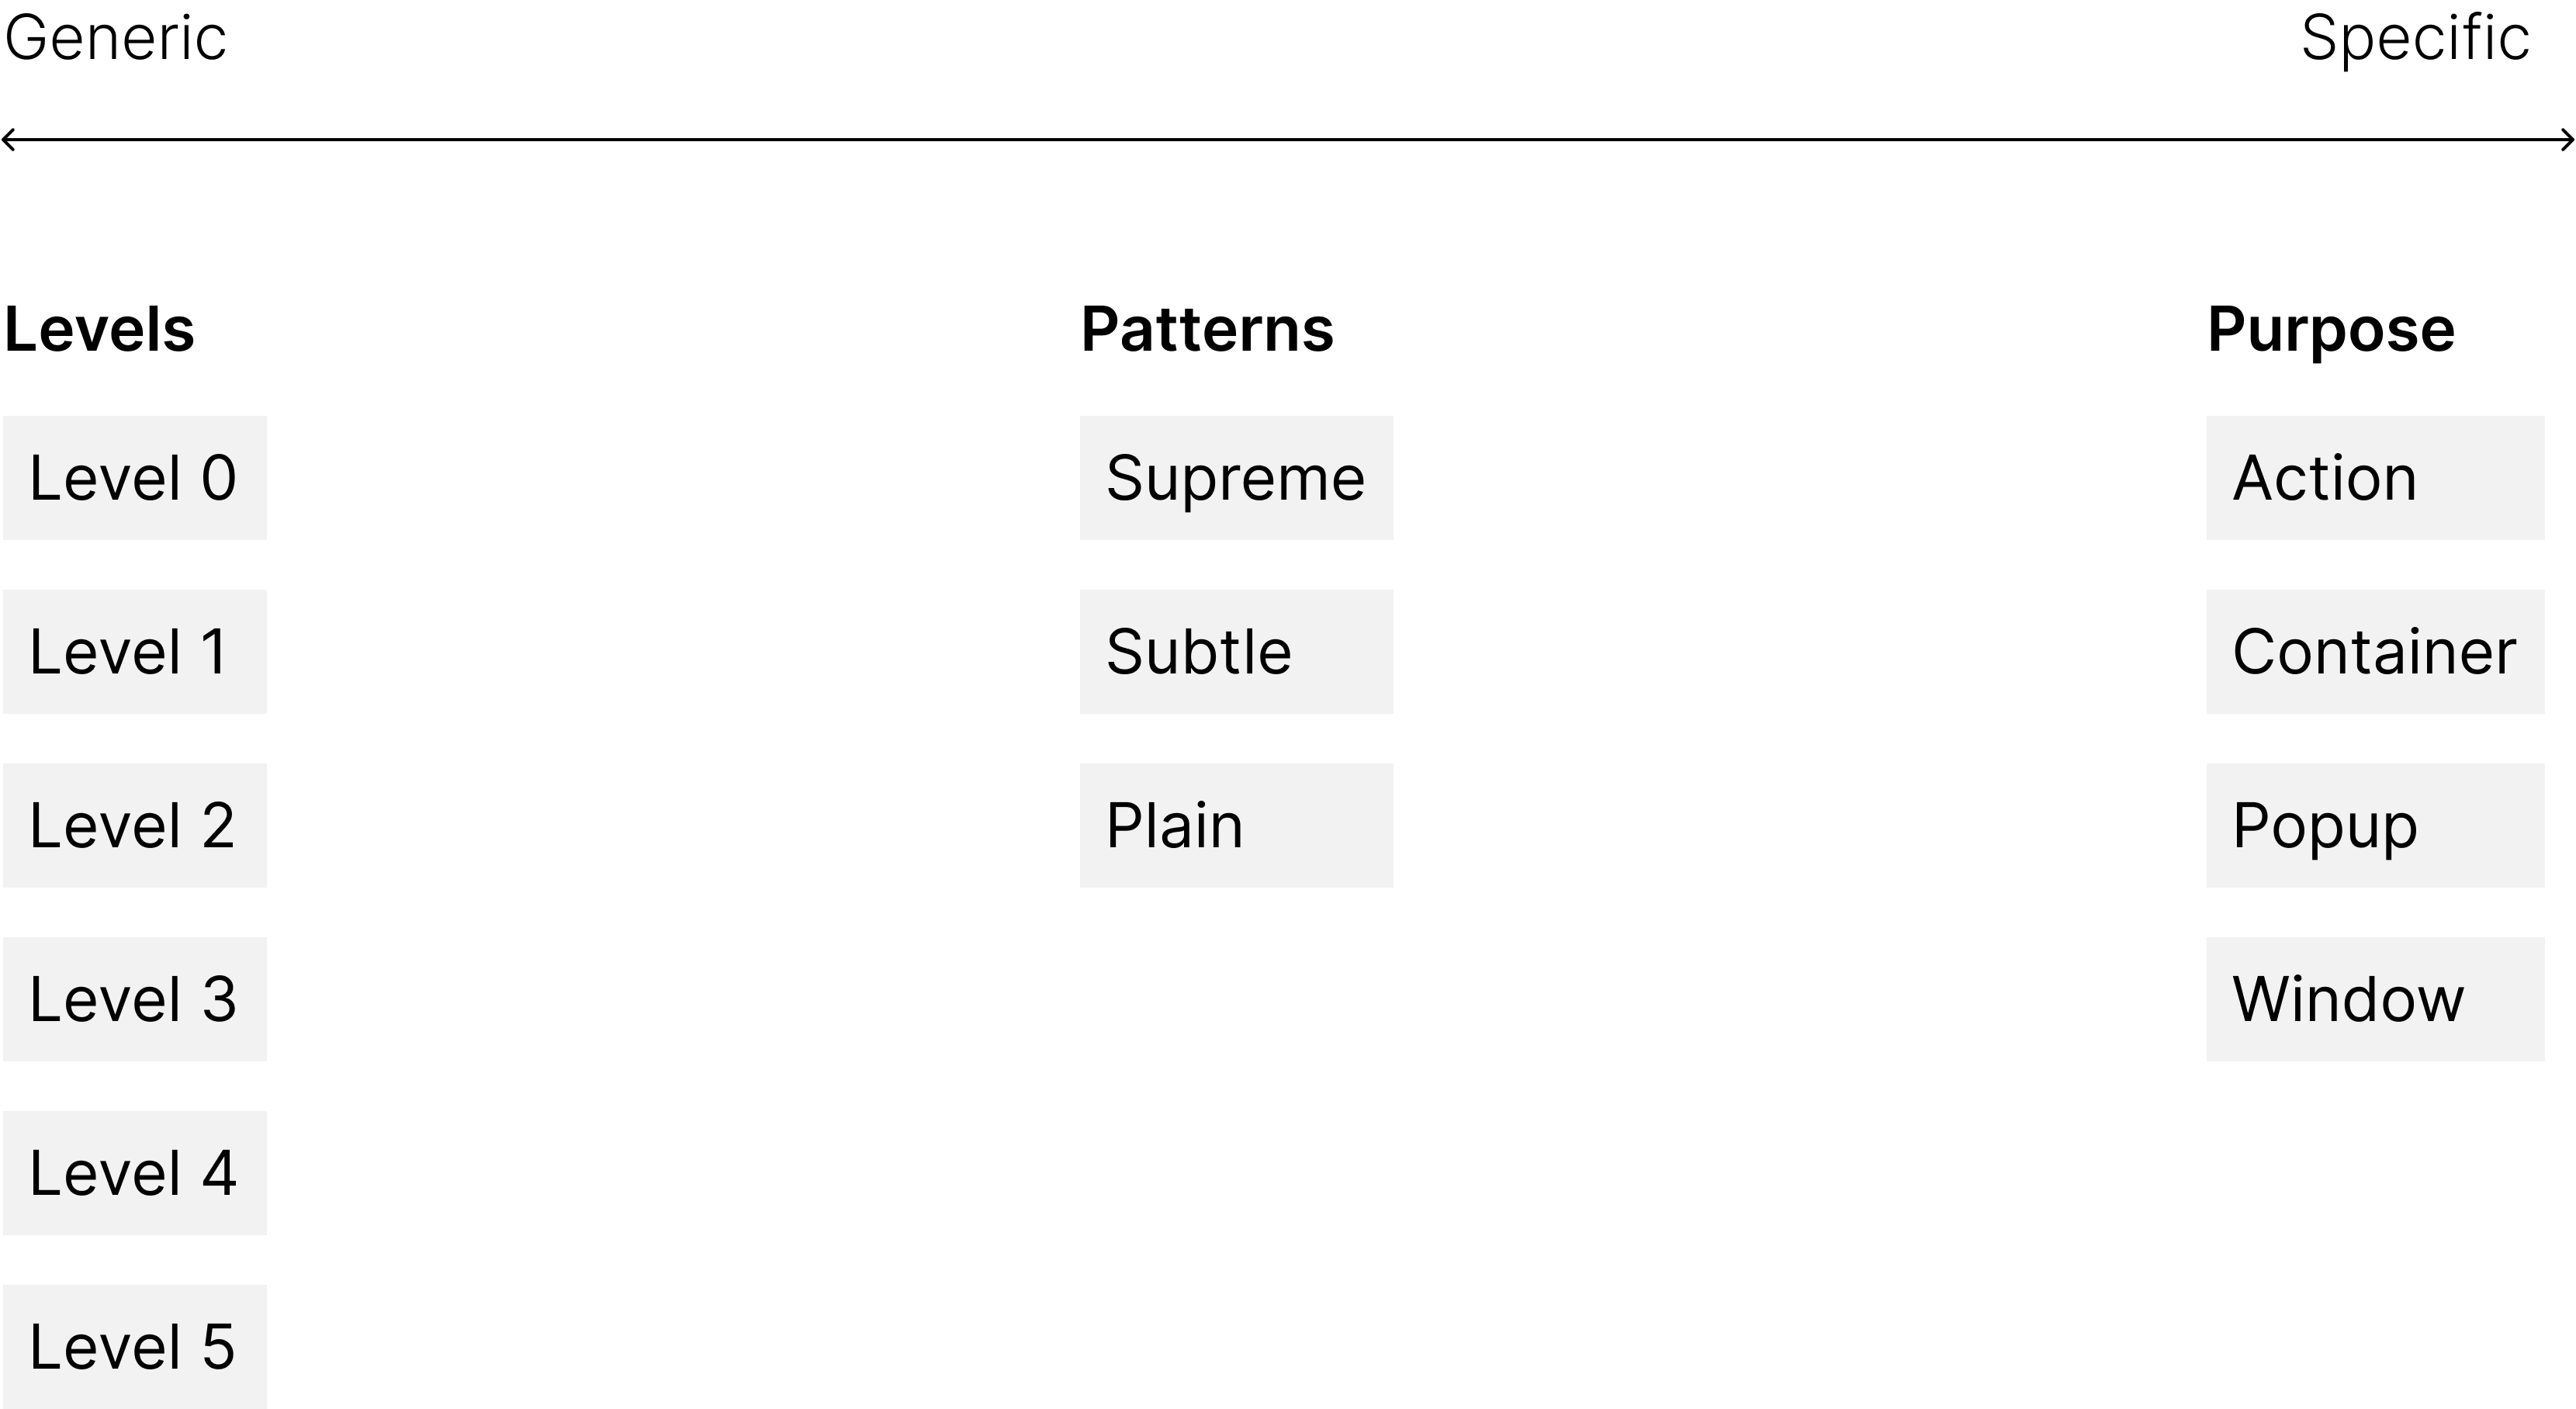 Generic
Specific
Levels
Level 0
Level 1
Level 2
Level 3
Level 4
Level 5
Patterns
Supreme
Subtle
Plain
Purpose
Action
Container
Popup
Window